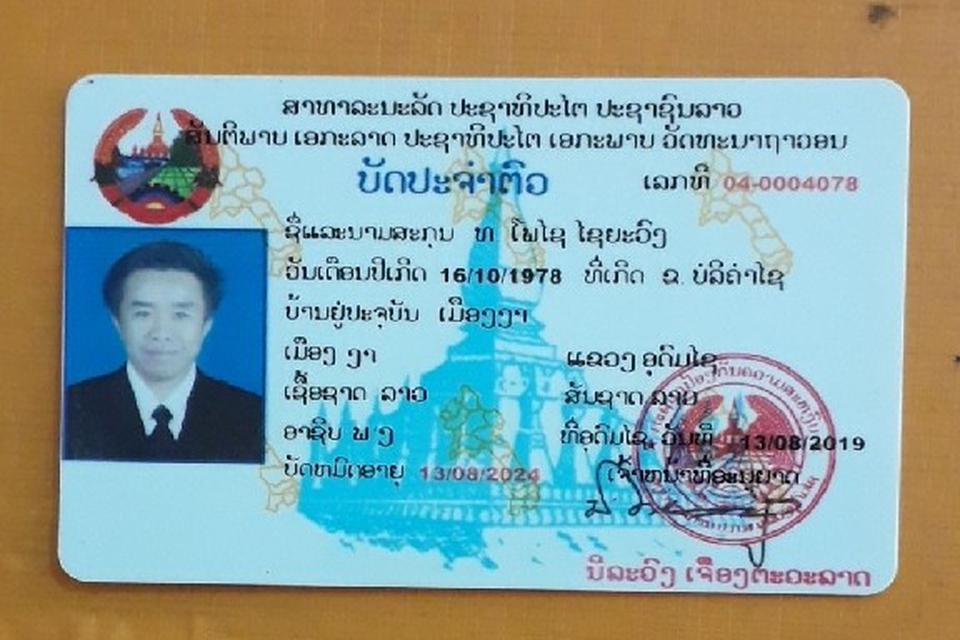 ສາທາລະນະລັດ ປະຊາທິປະໄຕ ປະຊາຊົນລາວ
ສັນຕິພາບ ເອກະລາດ ປະຊາທິປະໄຕ ເອກະພາບ ວັດທະນາຖາວອນ
ບັດປະຈຳຕົວ
ເລກທີ 04-0004078
ຊື່ແລະນາມສະກຸນ ທ ໂພໄຊ ໄຊຍະວົງ
ວັນເດືອນປີເກີດ 16/10/1978 ທີ່ເກີດ ຂ. ບໍລິຄຳໄຊ
ບ້ານຢູ່ປະຈຸບັນ ເມືອງງາ
ເມືອງ ງາ ແຂວງ ອຸດົມໄຊ
ເຊື້ອຊາດ ລາວ ສັນຊາດ ລາວ
ອາຊີບ ທີ່ອຸດົມໄຊ, ວັນທີ 13/08/2019
ບັດຫມົດອາຍຸ 13/08/2024 ເຈົ້າຫນ້າທີ່ອະນຸຍາດ
ນິລະວົງ ເຈືອງຕະວະລາດ